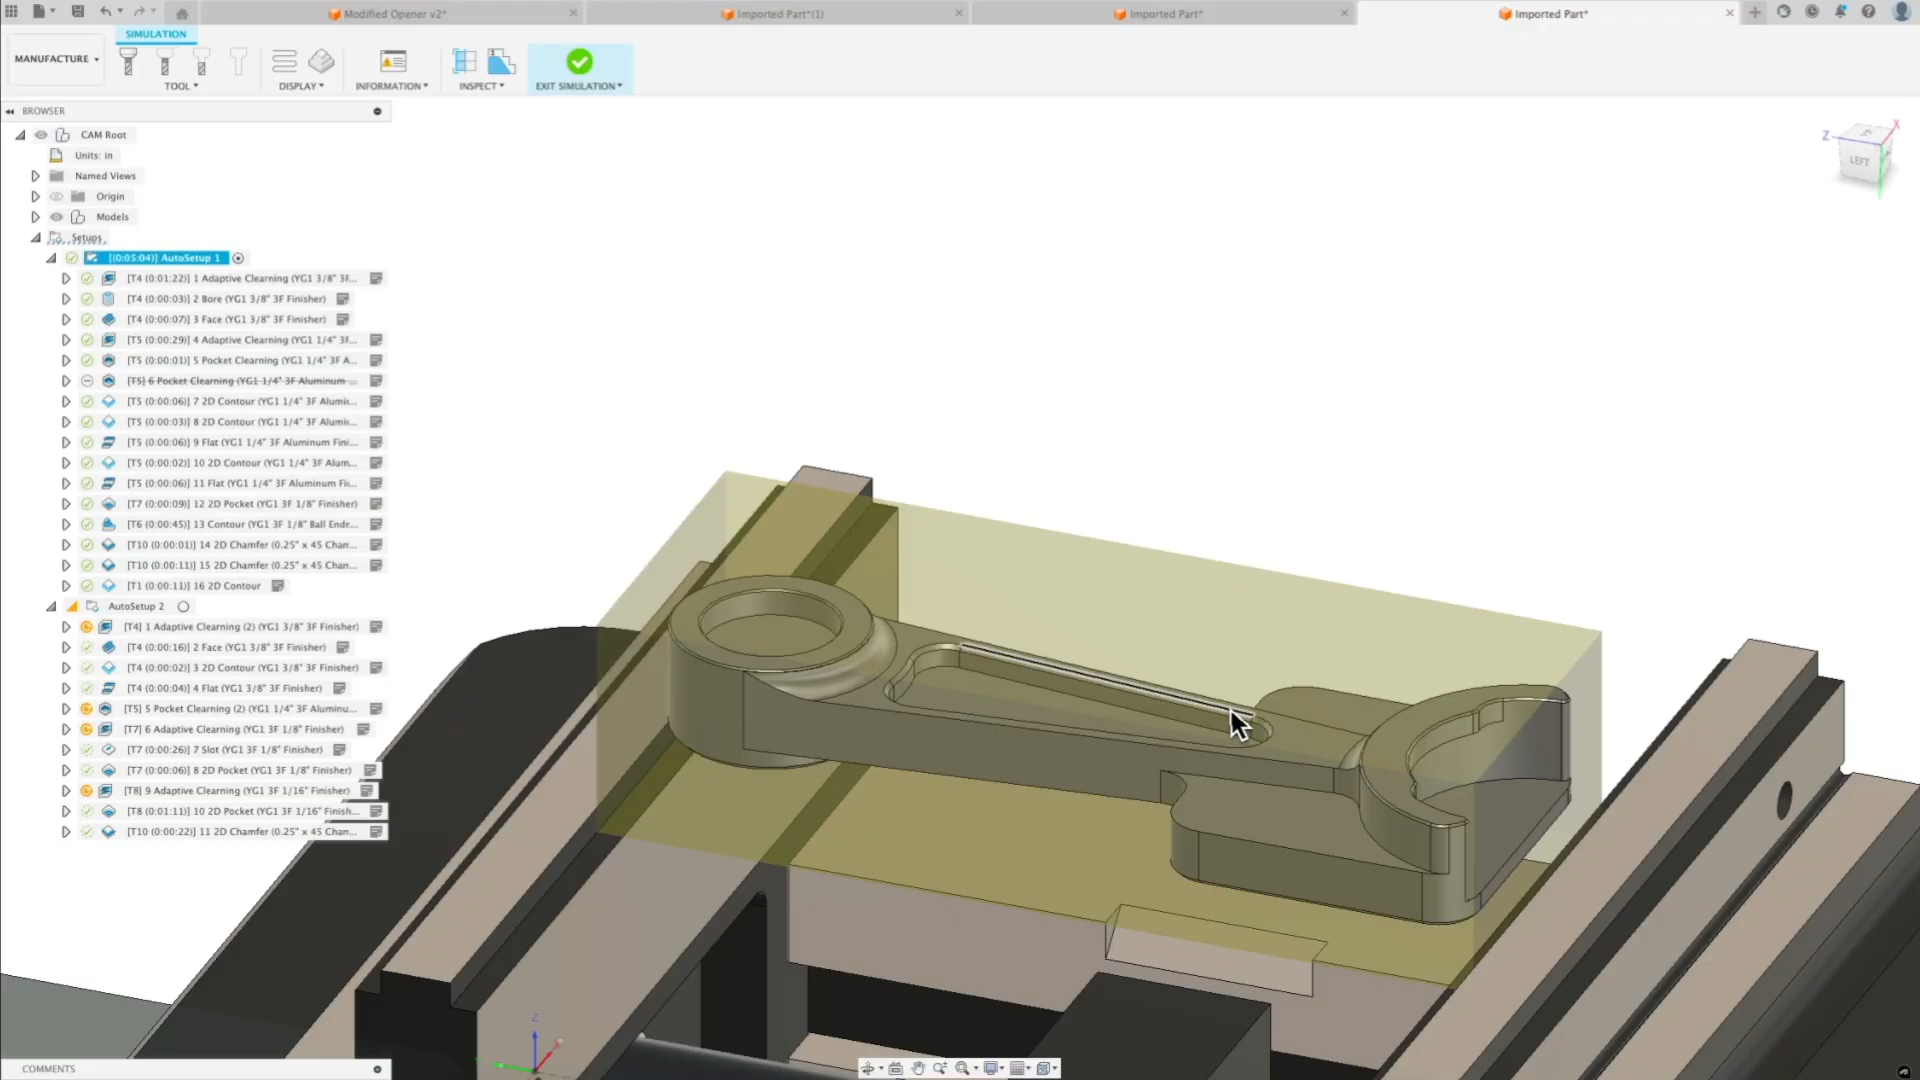 Modified Opener v2*
Imported Part*(1)
Imported Part*
Imported Part*
SIMULATION
MANUFACTURE
TOOL
DISPLAY
INFORMATION
INSPECT
EXIT SIMULATION
BROWSER
CAM Root
Units: in
Named Views
Origin
Models
Setups
[(0:05:04)] AutoSetup 1
[T4 (0:01:22)] 1 Adaptive Clearning (YG1 3/8" 3F...
[T4 (0:00:03)] 2 Bore (YG1 3/8" 3F Finisher)
[T4 (0:00:07)] 3 Face (YG1 3/8" 3F Finisher)
[T5 (0:00:29)] 4 Adaptive Clearning (YG1 1/4" 3F...
[T5 (0:00:01)] 5 Pocket Clearning (YG1 1/4" 3F A...
[T5] 6 Pocket Clearning (YG1 1/4" 3F Aluminum ...
[T5 (0:00:06)] 7 2D Contour (YG1 1/4" 3F Alumin...
[T5 (0:00:03)] 8 2D Contour (YG1 1/4" 3F Alumin...
[T5 (0:00:06)] 9 Flat (YG1 1/4" 3F Aluminum Fini...
[T5 (0:00:02)] 10 2D Contour (YG1 1/4" 3F Alum...
[T5 (0:00:06)] 11 Flat (YG1 1/4" 3F Aluminum Fin...
[T7 (0:00:09)] 12 2D Pocket (YG1 3F 1/8" Finisher)
[T6 (0:00:45)] 13 Contour (YG1 3F 1/8" Ball Endm...
[T10 (0:00:01)] 14 2D Chamfer (0.25" x 45 Cham...
[T10 (0:00:11)] 15 2D Chamfer (0.25" x 45 Cham...
[T1 (0:00:11)] 16 2D Contour
AutoSetup 2
[T4] 1 Adaptive Clearning (2) (YG1 3/8" 3F Finisher)
[T4 (0:00:16)] 2 Face (YG1 3/8" 3F Finisher)
[T4 (0:00:02)] 3 2D Contour (YG1 3/8" 3F Finisher)
[T4 (0:00:04)] 4 Flat (YG1 3/8" 3F Finisher)
[T5] 5 Pocket Clearning (2) (YG1 1/4" 3F Aluminu...
[T7] 6 Adaptive Clearning (YG1 3F 1/8" Finisher)
[T7 (0:00:26)] 7 Slot (YG1 3F 1/8" Finisher)
[T7 (0:00:06)] 8 2D Pocket (YG1 3F 1/8" Finisher)
[T8] 9 Adaptive Clearning (YG1 3F 1/16" Finisher)
[T8 (0:01:11)] 10 2D Pocket (YG1 3F 1/16" Finish...
[T10 (0:00:22)] 11 2D Chamfer (0.25" x 45 Cham...
Z
X
LEFT
Z
COMMENTS